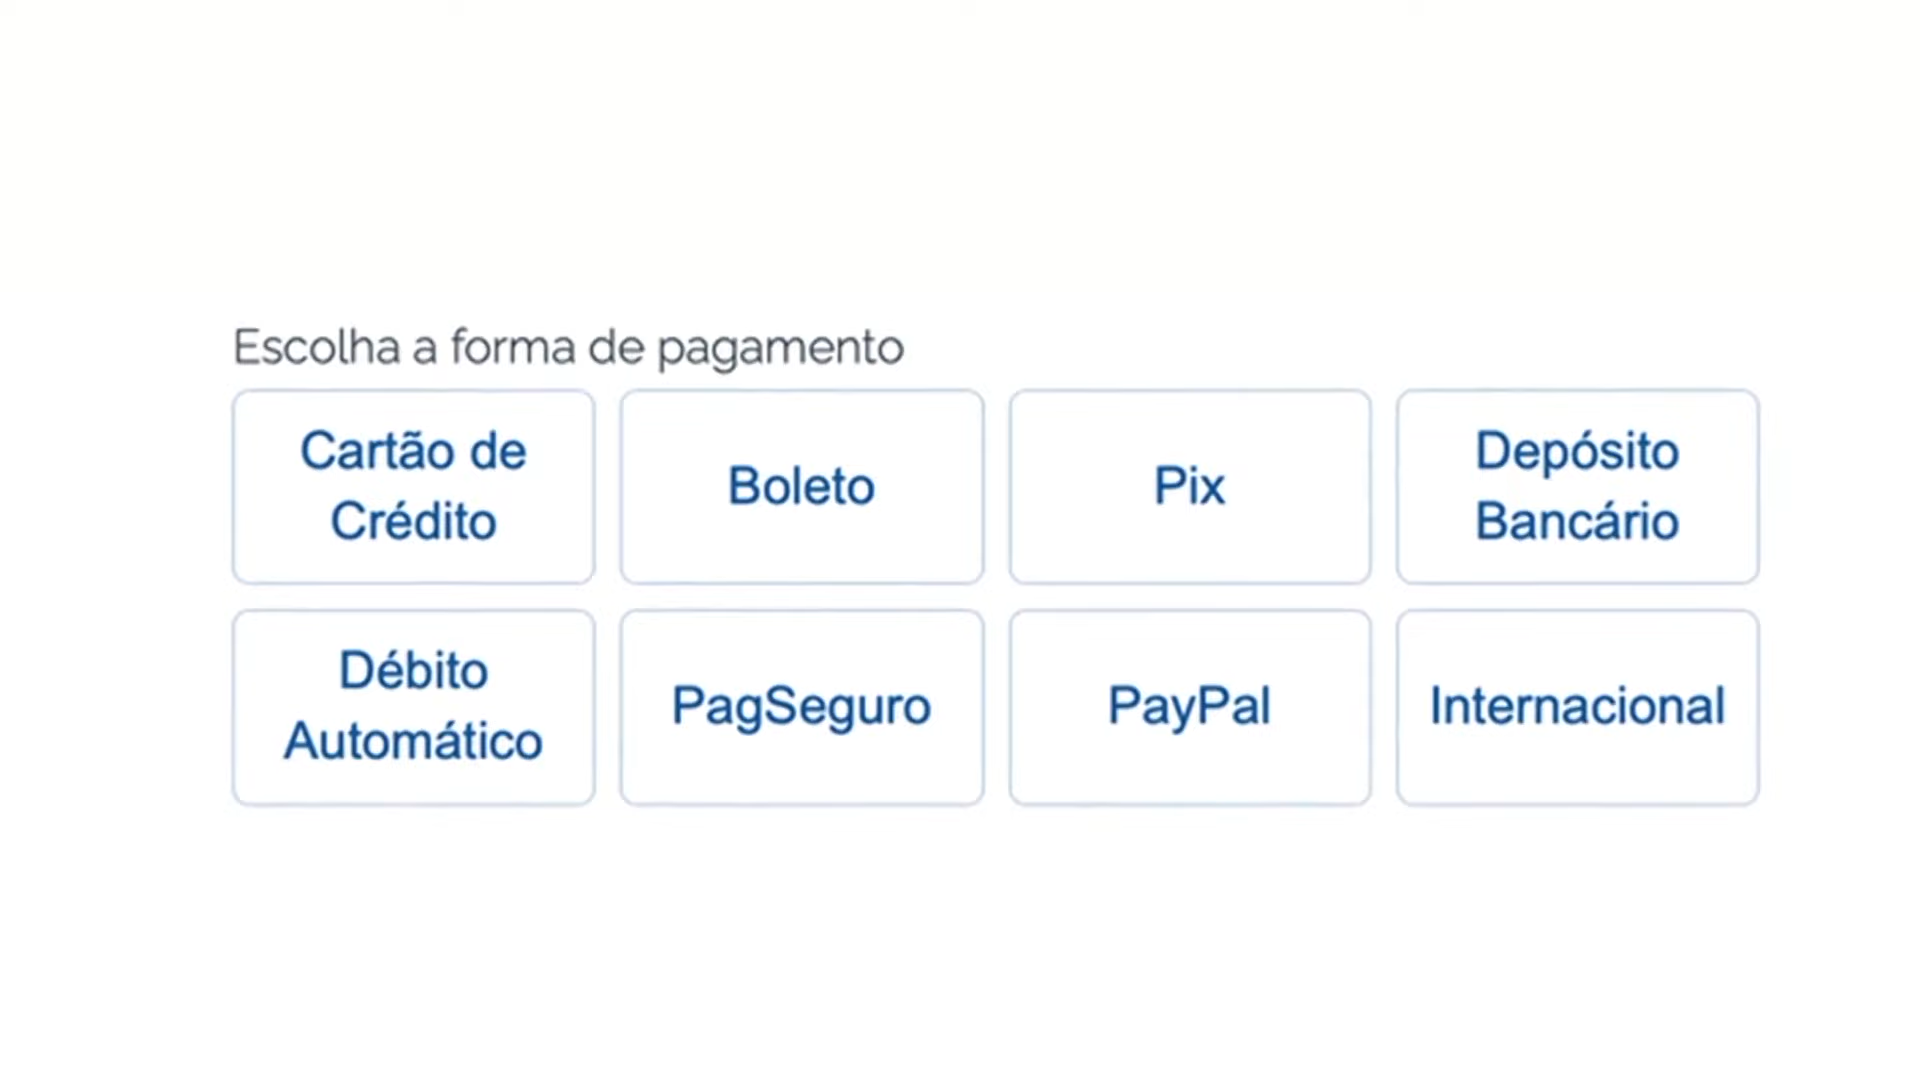 Escolha a forma de pagamento
Cartão de
Crédito
Boleto
Pix
Depósito
Bancário
Débito
Automático
PagSeguro
PayPal
Internacional